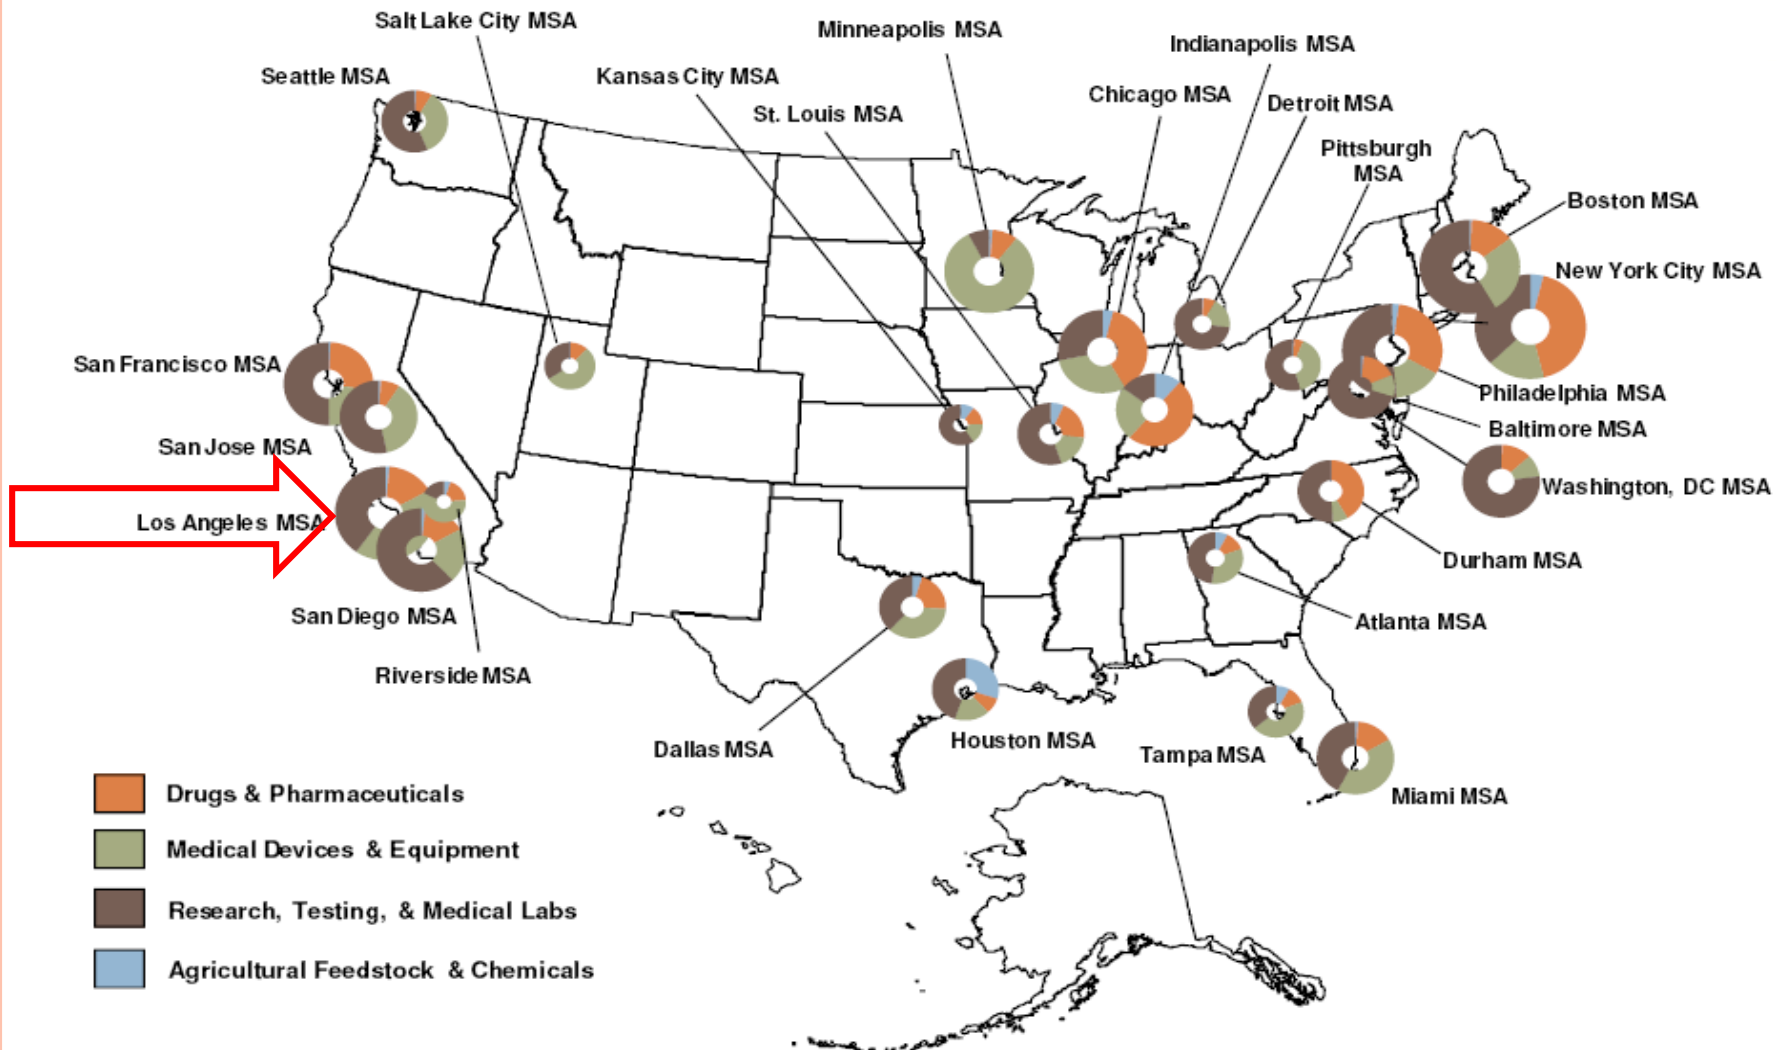 Salt Lake City MSA
Minneapolis MSA
Indianapolis MSA
Seattle MSA
Kansas City MSA
Chicago MSA
Detroit MSA
St. Louis MSA
Pittsburgh
MSA
Boston MSA
New York City MSA
San Francisco MSA
Philadelphia MSA
Baltimore MSA
San Jose MSA
Washington, DC MSA
Los Angeles MSA
Durham MSA
San Diego MSA
Atlanta MSA
Riverside MSA
Dallas MSA
Houston MSA
Tampa MSA
Miami MSA
Drugs & Pharmaceuticals
Medical Devices & Equipment
Research, Testing, & Medical Labs
Agricultural Feedstock & Chemicals